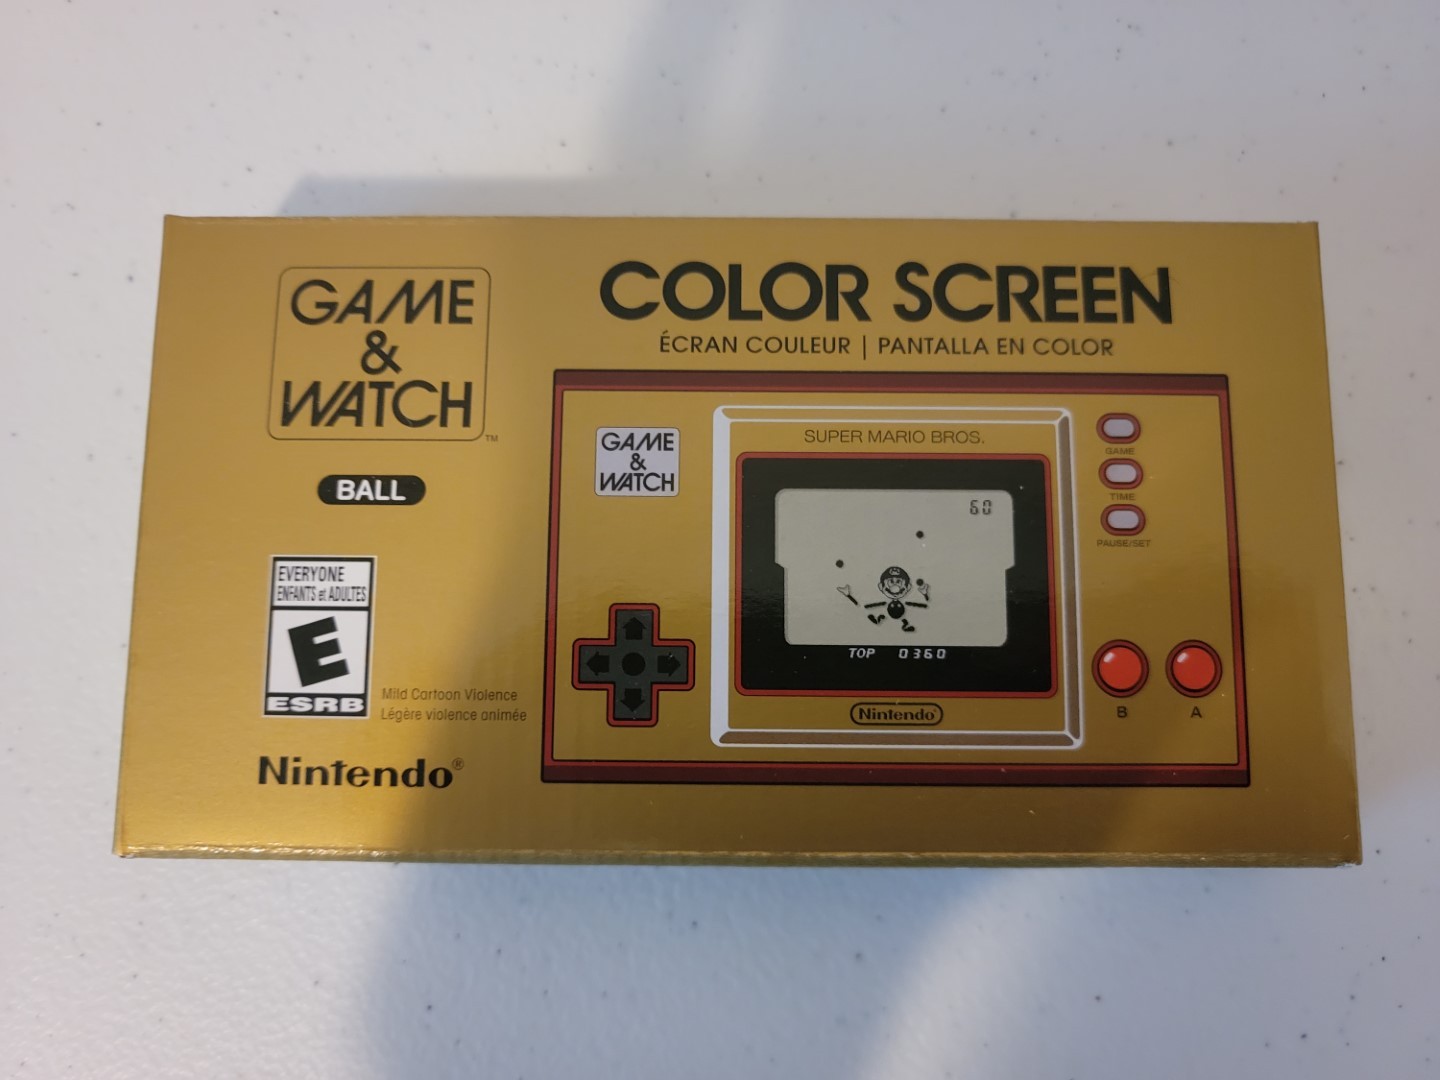 GAME
&
WATCH™
BALL
EVERYONE
ENFANTS et ADULTES
E
ESRB
Mild Cartoon Violence
Légère violence animée
Nintendo®
COLOR SCREEN
ÉCRAN COULEUR | PANTALLA EN COLOR
GAME
&
WATCH
SUPER MARIO BROS.
60
TOP 0360
Nintendo®
GAME
TIME
PAUSE/SET
B A